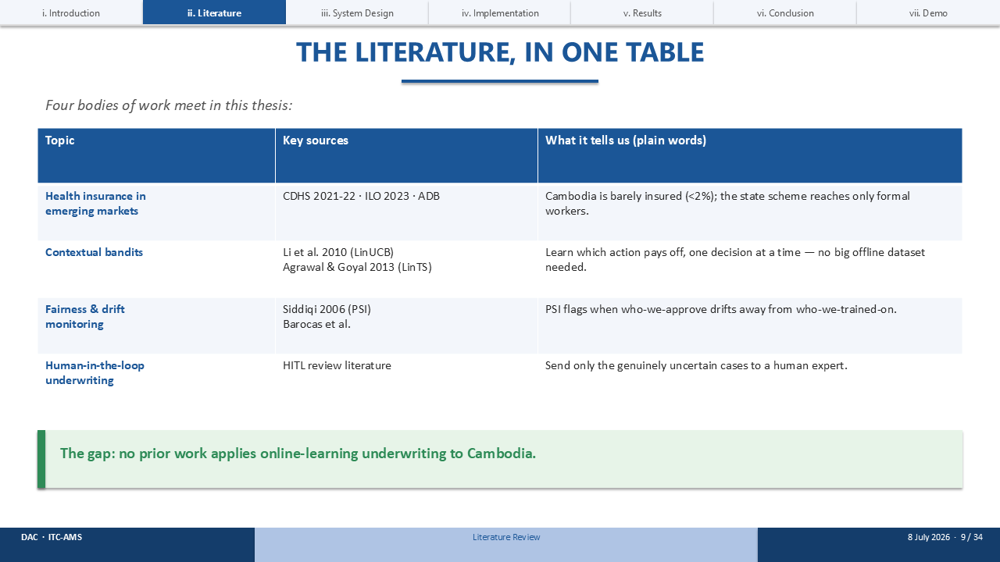 i. Introduction
ii. Literature
iii. System Design
iv. Implementation
v. Results
vi. Conclusion
vii. Demo
THE LITERATURE, IN ONE TABLE
Four bodies of work meet in this thesis:
Topic
Key sources
What it tells us (plain words)
Health insurance in
emerging markets
CDHS 2021-22 · ILO 2023 · ADB
Cambodia is barely insured (<2%); the state scheme reaches only formal
workers.
Contextual bandits
Li et al. 2010 (LinUCB)
Agrawal & Goyal 2013 (LinTS)
Learn which action pays off, one decision at a time — no big offline dataset
needed.
Fairness & drift
monitoring
Siddiqi 2006 (PSI)
Barocas et al.
PSI flags when who-we-approve drifts away from who-we-trained-on.
Human-in-the-loop
underwriting
HITL review literature
Send only the genuinely uncertain cases to a human expert.
The gap: no prior work applies online-learning underwriting to Cambodia.
DAC · ITC-AMS
Literature Review
8 July 2026 · 9 / 34